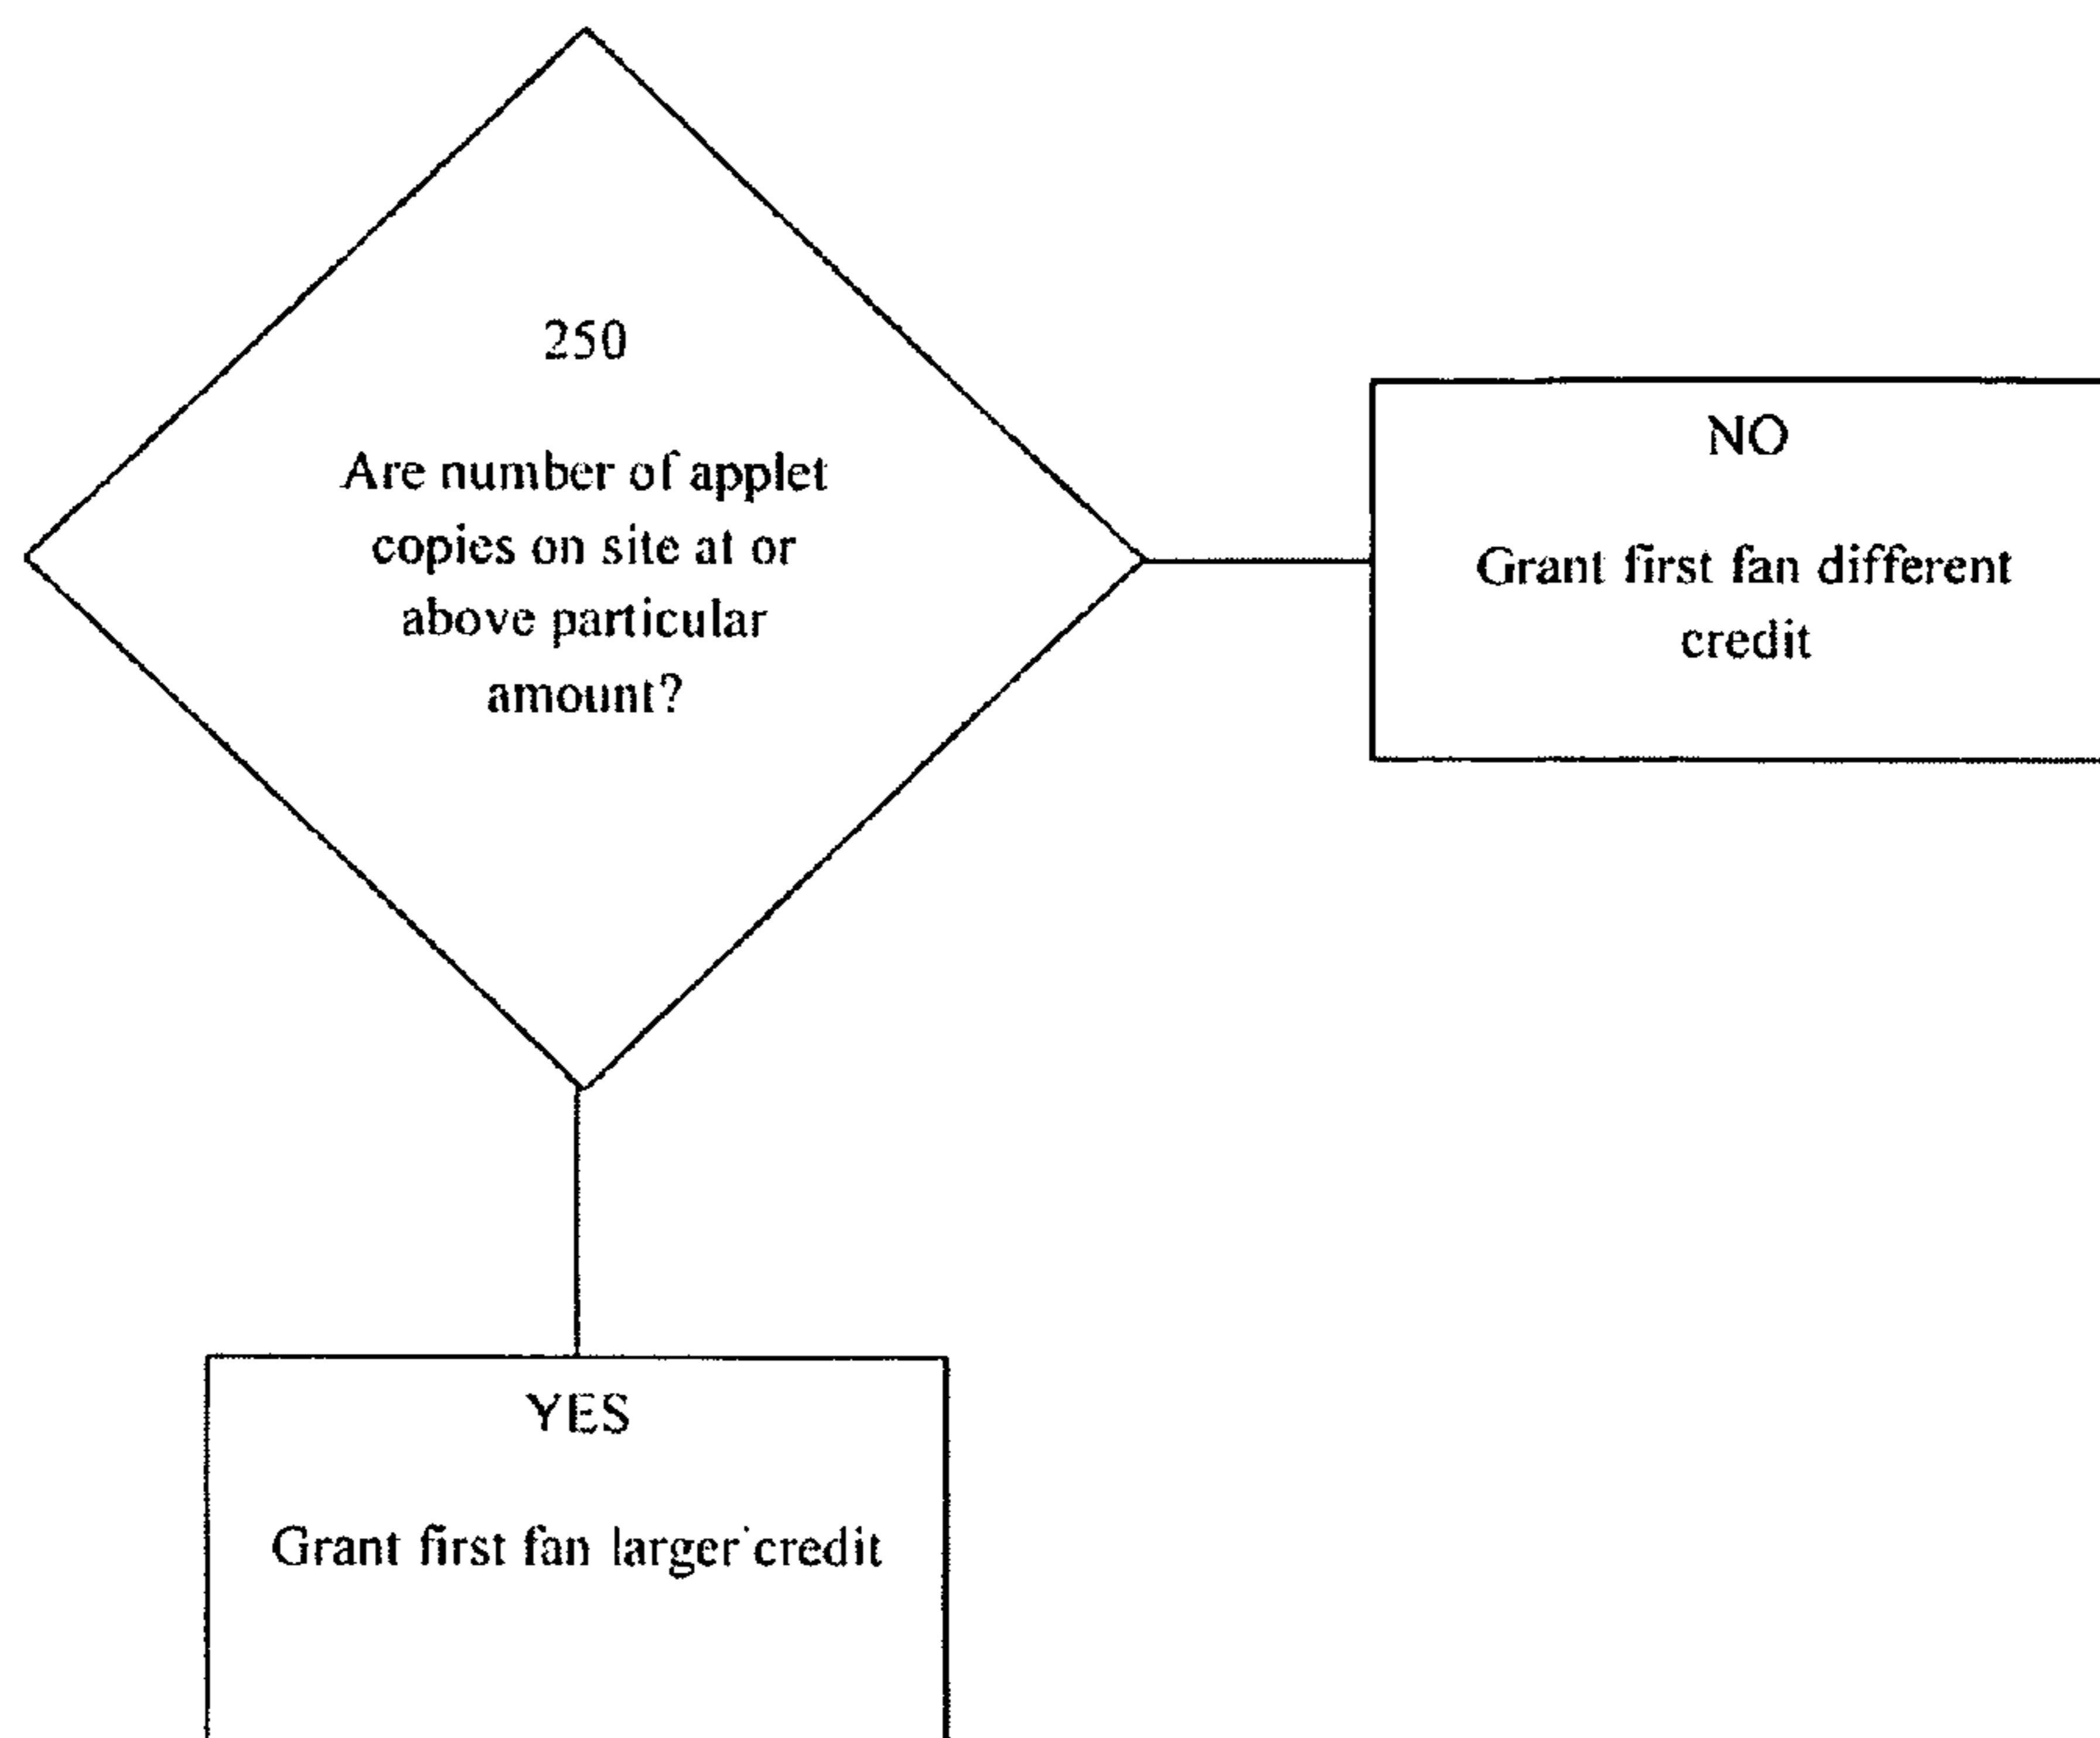 250
Are number of applet
copies on site at or
above particular
amount?
NO
Grant first fan different
credit
YES
Grant first fan larger credit